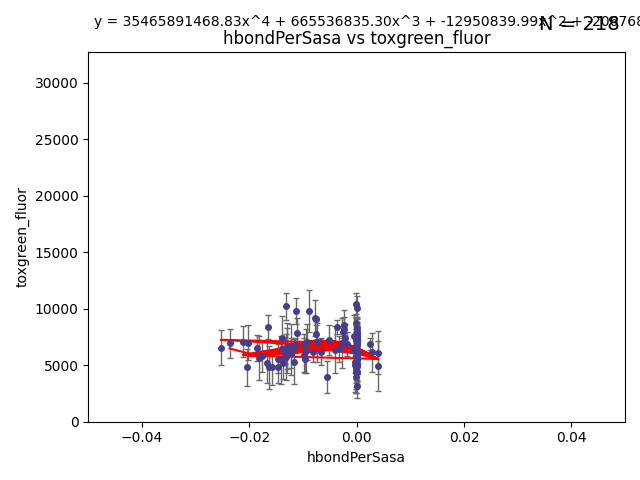 y = 35465891468.83x^4 + 665536835.30x^3 + -12950839.99x^2 +
N = 218
hbondPerSasa vs toxgreen_fluor
30000
25000
20000
15000
10000
5000
0
toxgreen_fluor
−0.04 −0.02 0.00 0.02 0.04
hbondPerSasa